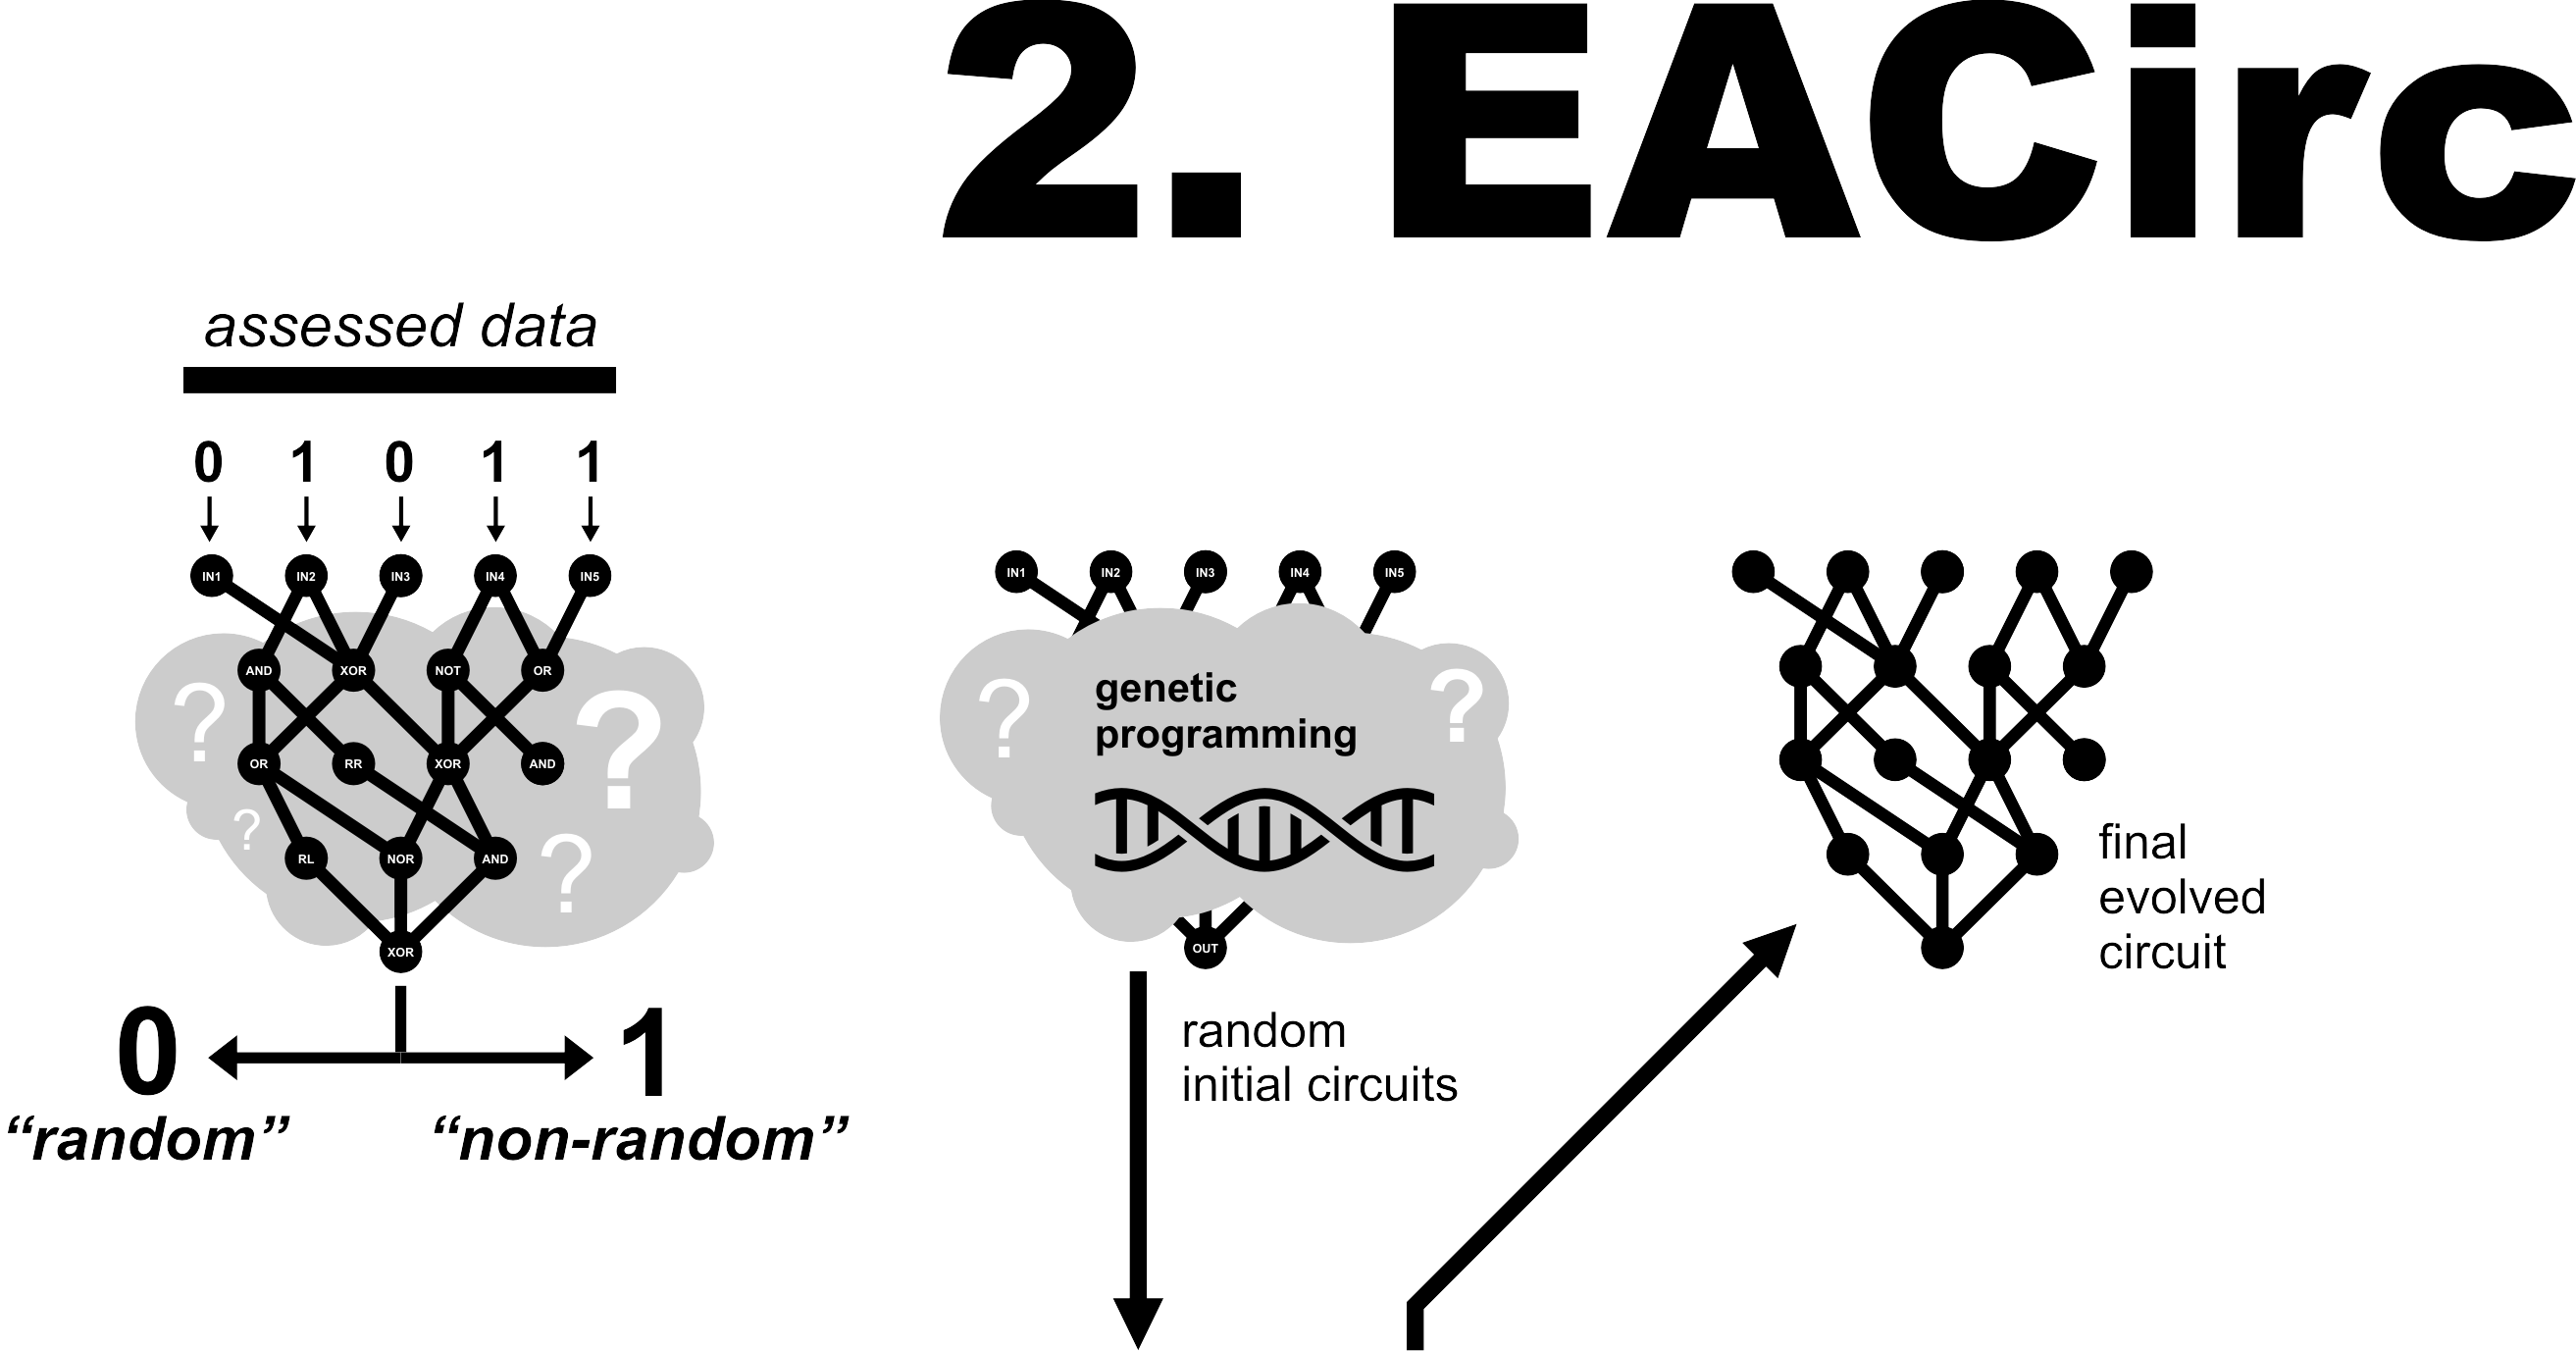 2. EACirc
assessed data
0 1 0 1 1
IN1 IN2 IN3 IN4 IN5
AND XOR NOT OR
? ?
OR RR XOR AND
? ?
RL NOR AND
XOR
0 1
“random” “non-random”
IN1 IN2 IN3 IN4 IN5
? ?
genetic
programming
OUT
random
initial circuits
final
evolved
circuit